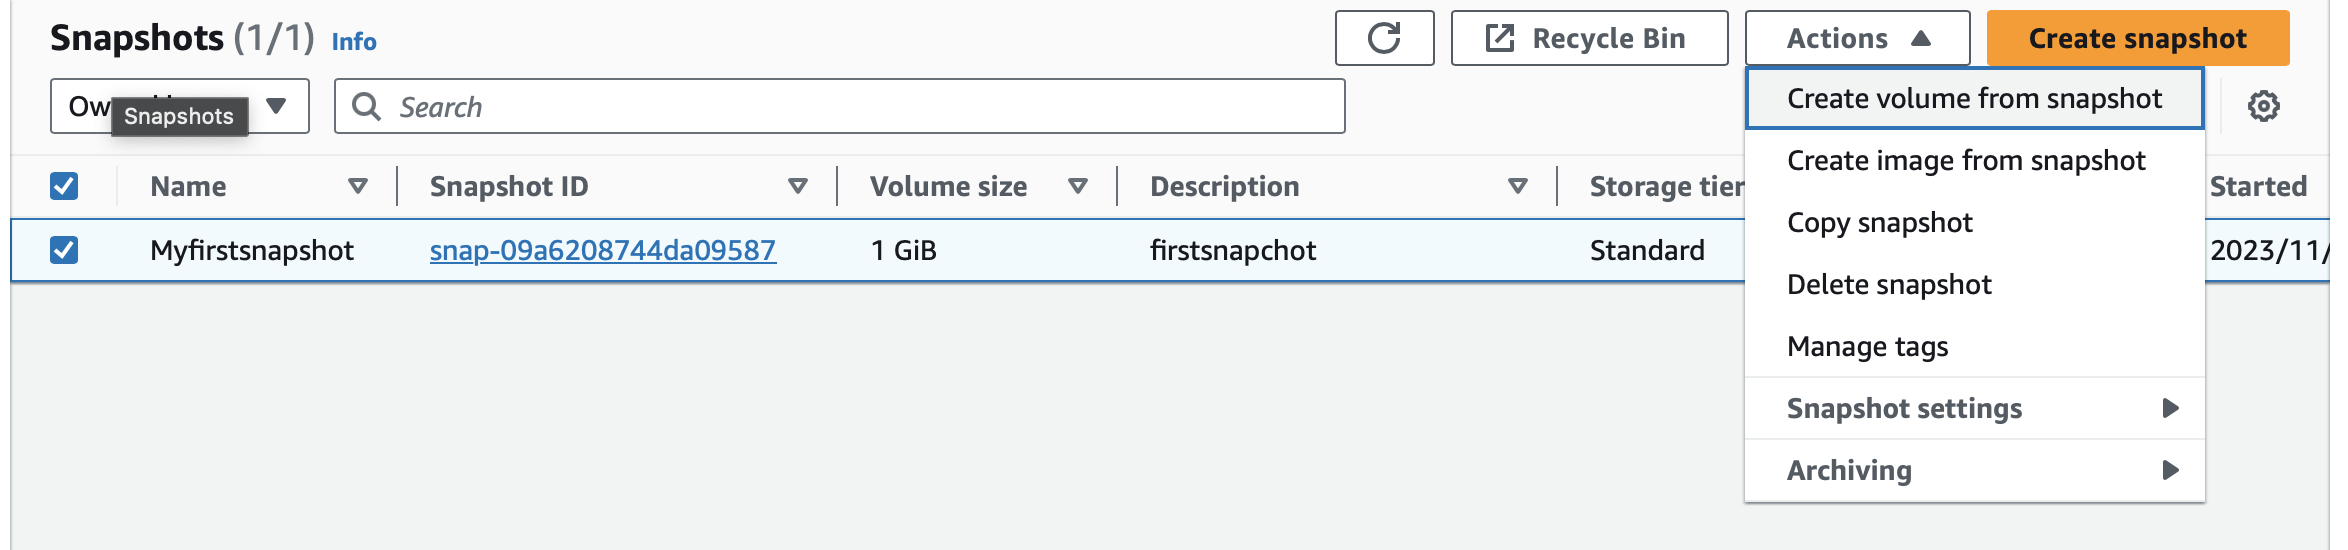 Snapshots (1/1) Info
Recycle Bin
Actions
Create snapshot
Snapshots
Search
Create volume from snapshot
Create image from snapshot
Copy snapshot
Delete snapshot
Manage tags
Snapshot settings
Archiving
Name Snapshot ID Volume size Description Storage tier Started
Myfirstsnapshot snap-09a6208744da09587 1 GiB firstsnapchot Standard 2023/11/